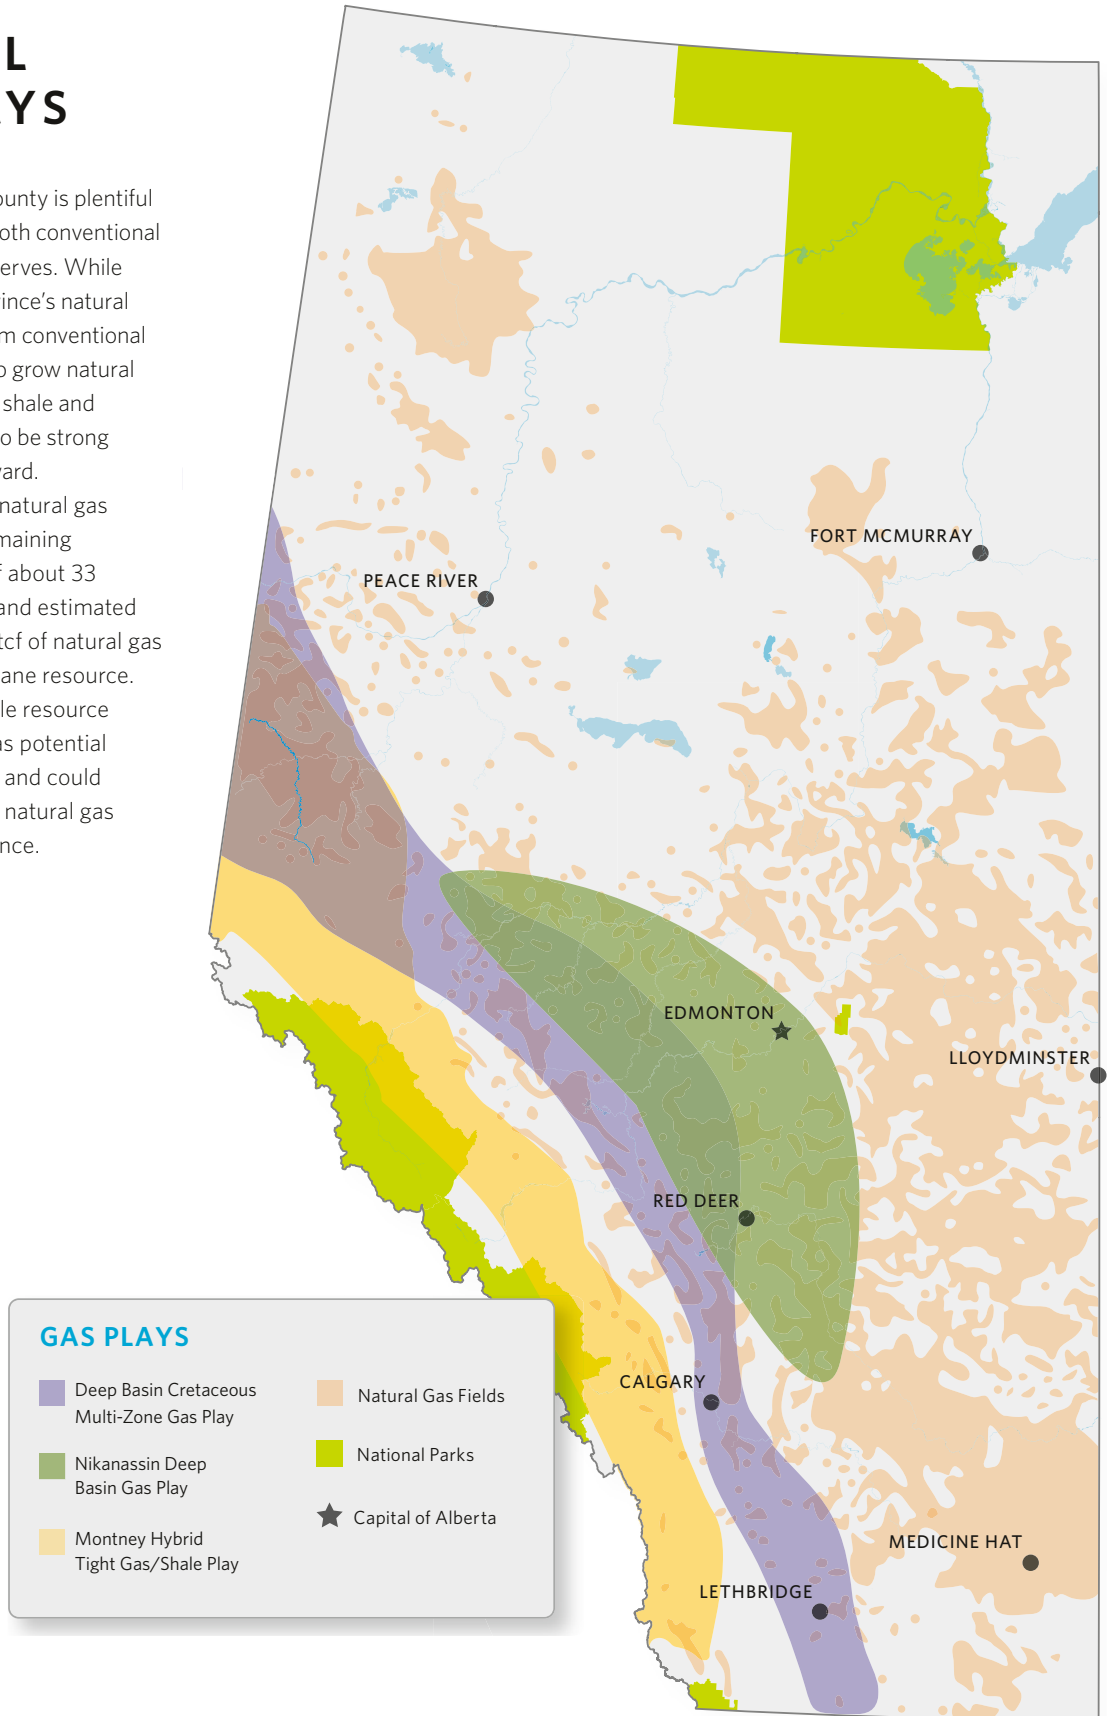 L
YS
ounty is plentiful
oth conventional
erves. While
vince's natural
m conventional
o grow natural
shale and
o be strong
vard.
natural gas
maining
f about 33
and estimated
tcf of natural gas
ane resource.
le resource
as potential
and could
natural gas
nce.
FORT MCMURRAY
PEACE RIVER
EDMONTON
LLOYDMINSTER
RED DEER
CALGARY
MEDICINE HAT
LETHBRIDGE
GAS PLAYS
Deep Basin Cretaceous
Multi-Zone Gas Play
Nikanassin Deep
Basin Gas Play
Montney Hybrid
Tight Gas/Shale Play
Natural Gas Fields
National Parks
Capital of Alberta